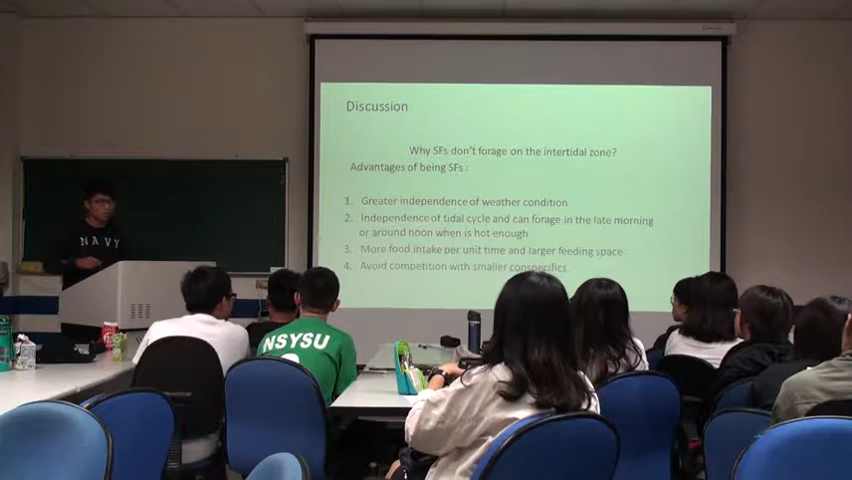 Discussion
Why SFs don't forage on the intertidal zone?
Advantages of being SFs :
1. Greater independence of weather condition
2. Independence of tidal cycle and can forage in the late morning
or around noon when is hot enough
3. More food intake per unit time and larger feeding space
4. Avoid competition with smaller conspecifics
NAVY
NSYSU